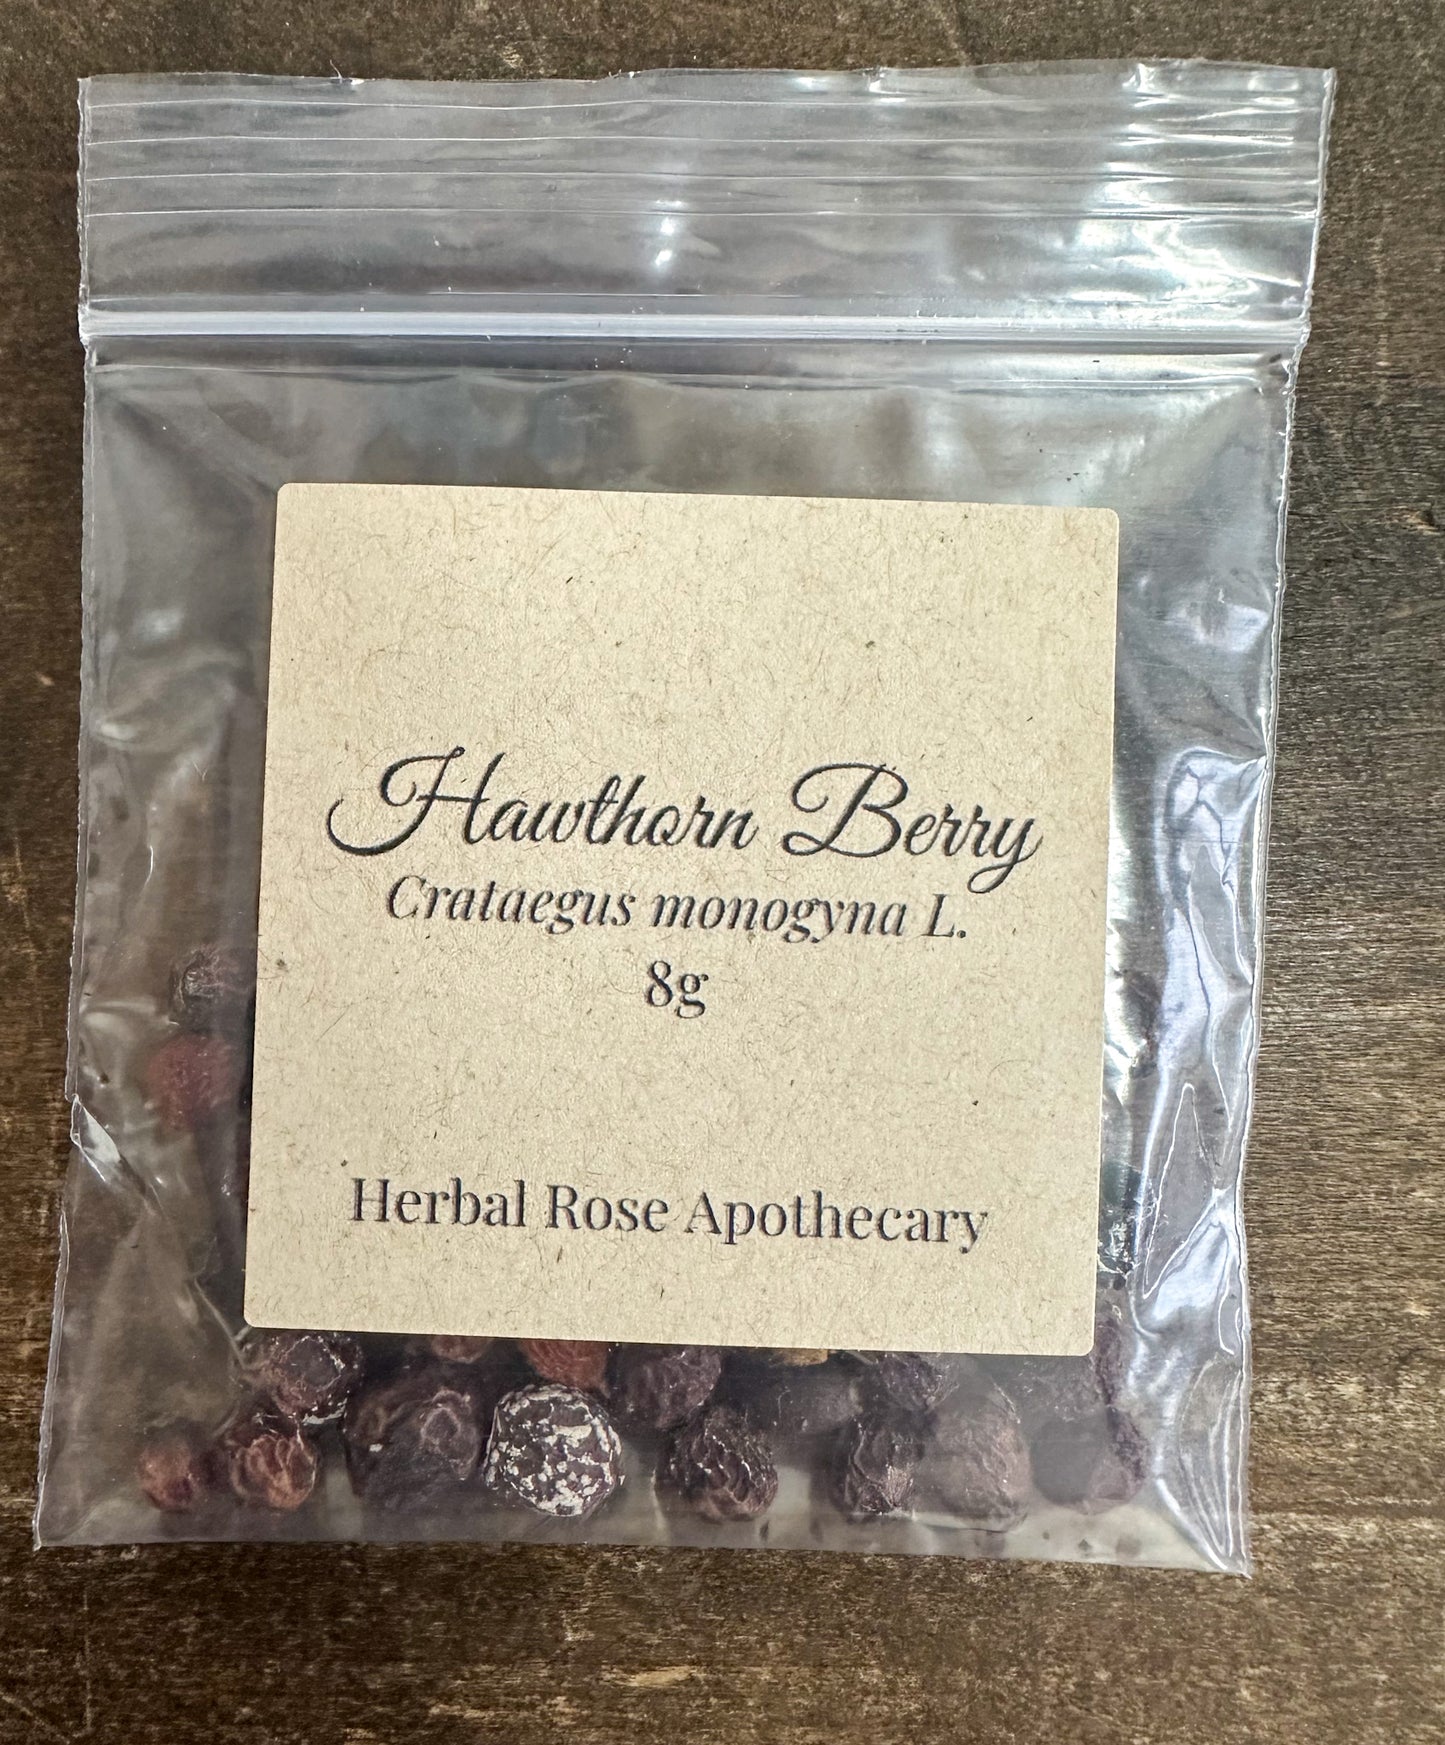 Hawthorn Berry
Crataegus monogyna L.
8g
Herbal Rose Apothecary